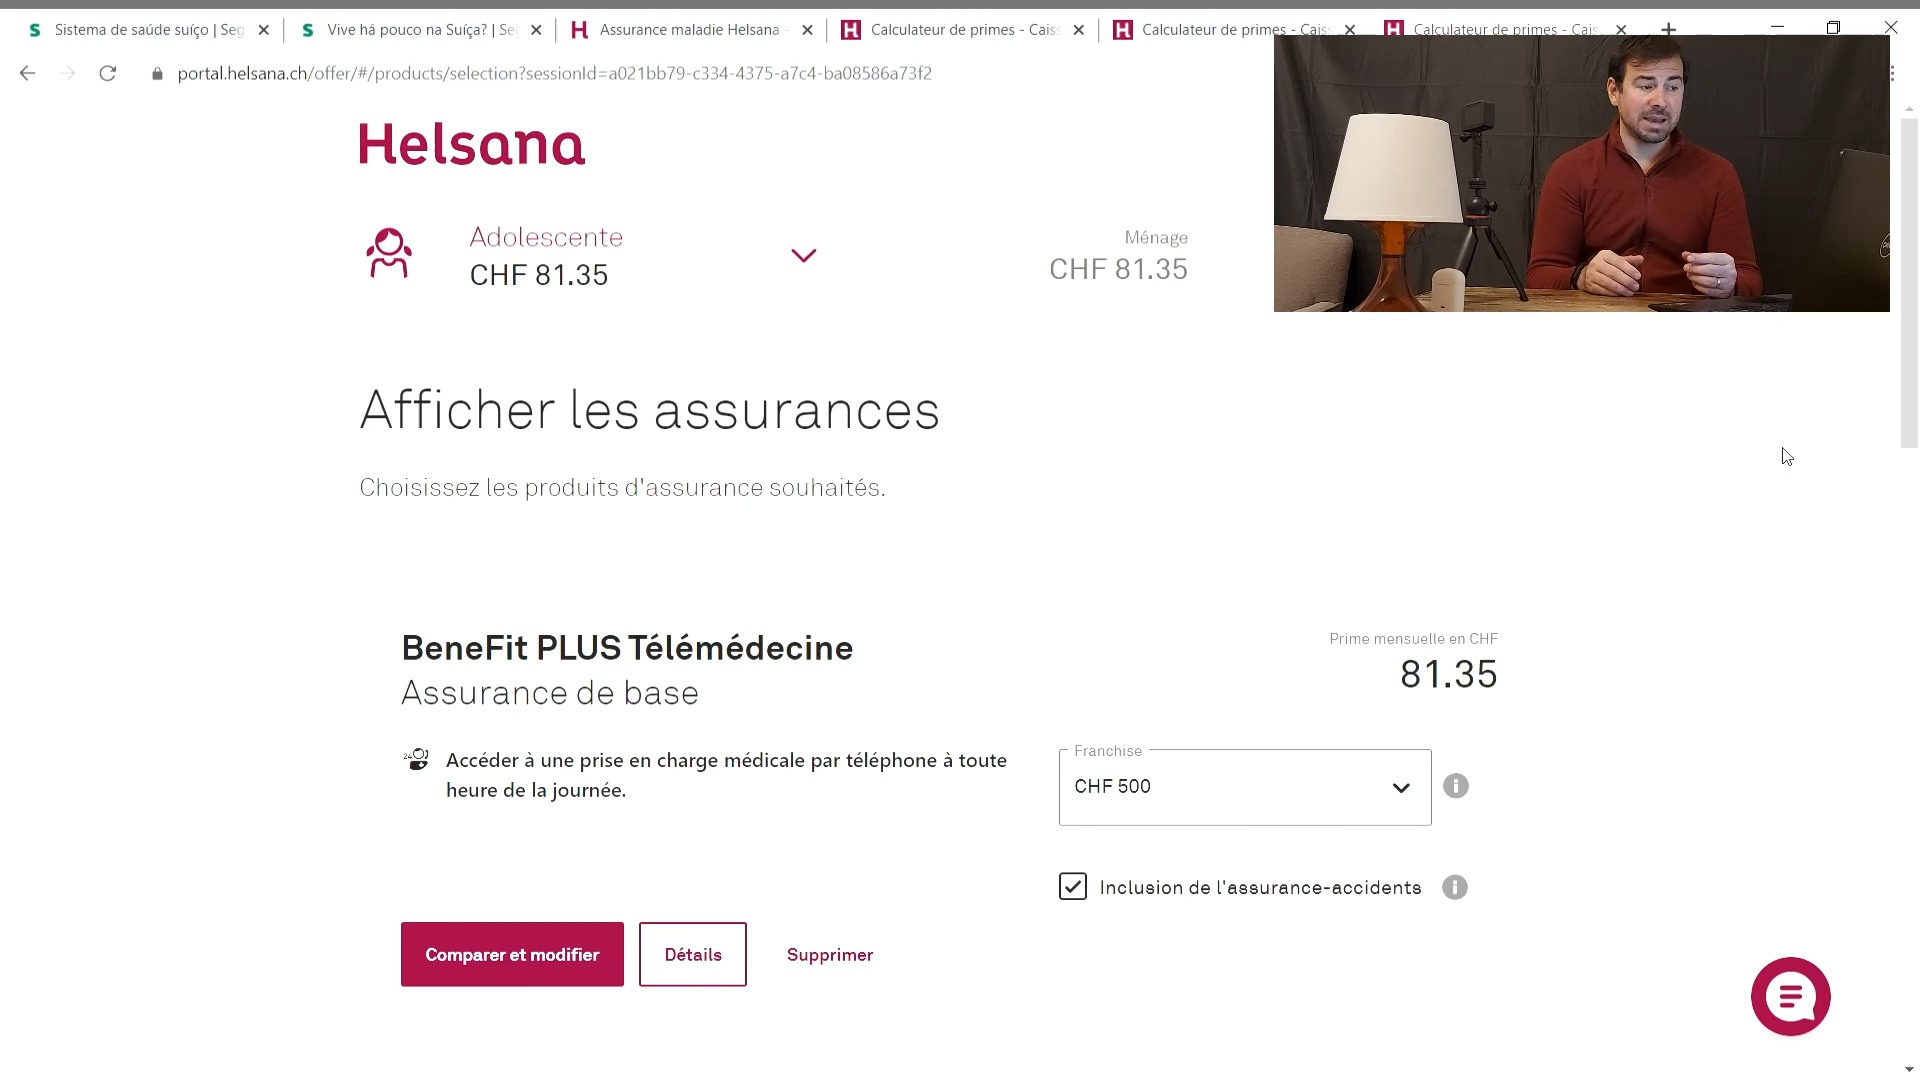 Sistema de saúde suíço | Seg
Vive há pouco na Suíça? | Se
Assurance maladie Helsana -
Calculateur de primes - Cais
Calculateur de primes - Caiss
Calculateur de primes - Cais
portal.helsana.ch/offer/#/products/selection?sessionId=a021bb79-c334-4375-a7c4-ba08586a73f2
Helsana
Adolescente
CHF 81.35
Ménage
CHF 81.35
Afficher les assurances
Choisissez les produits d'assurance souhaités.
BeneFit PLUS Télémédecine
Assurance de base
Prime mensuelle en CHF
81.35
24
Accéder à une prise en charge médicale par téléphone à toute
heure de la journée.
Franchise
CHF 500
Inclusion de l'assurance-accidents
Comparer et modifier
Détails
Supprimer